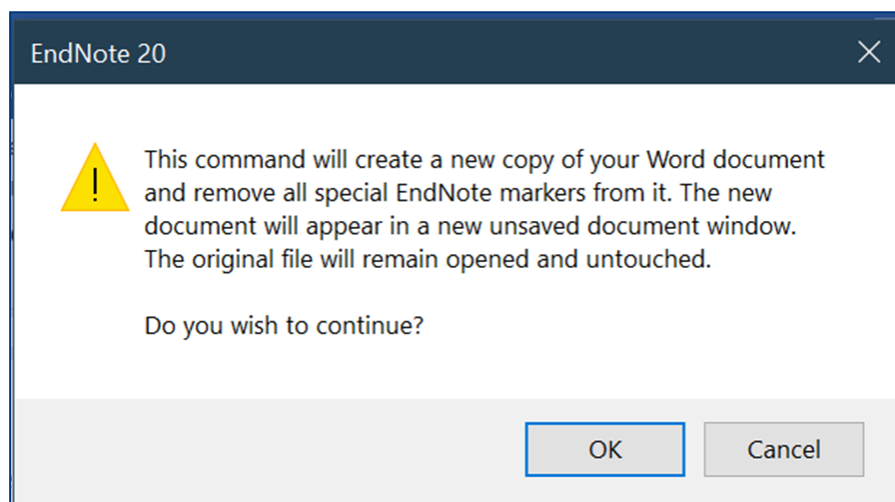 EndNote 20
This command will create a new copy of your Word document
and remove all special EndNote markers from it. The new
document will appear in a new unsaved document window.
The original file will remain opened and untouched.
Do you wish to continue?
OK
Cancel